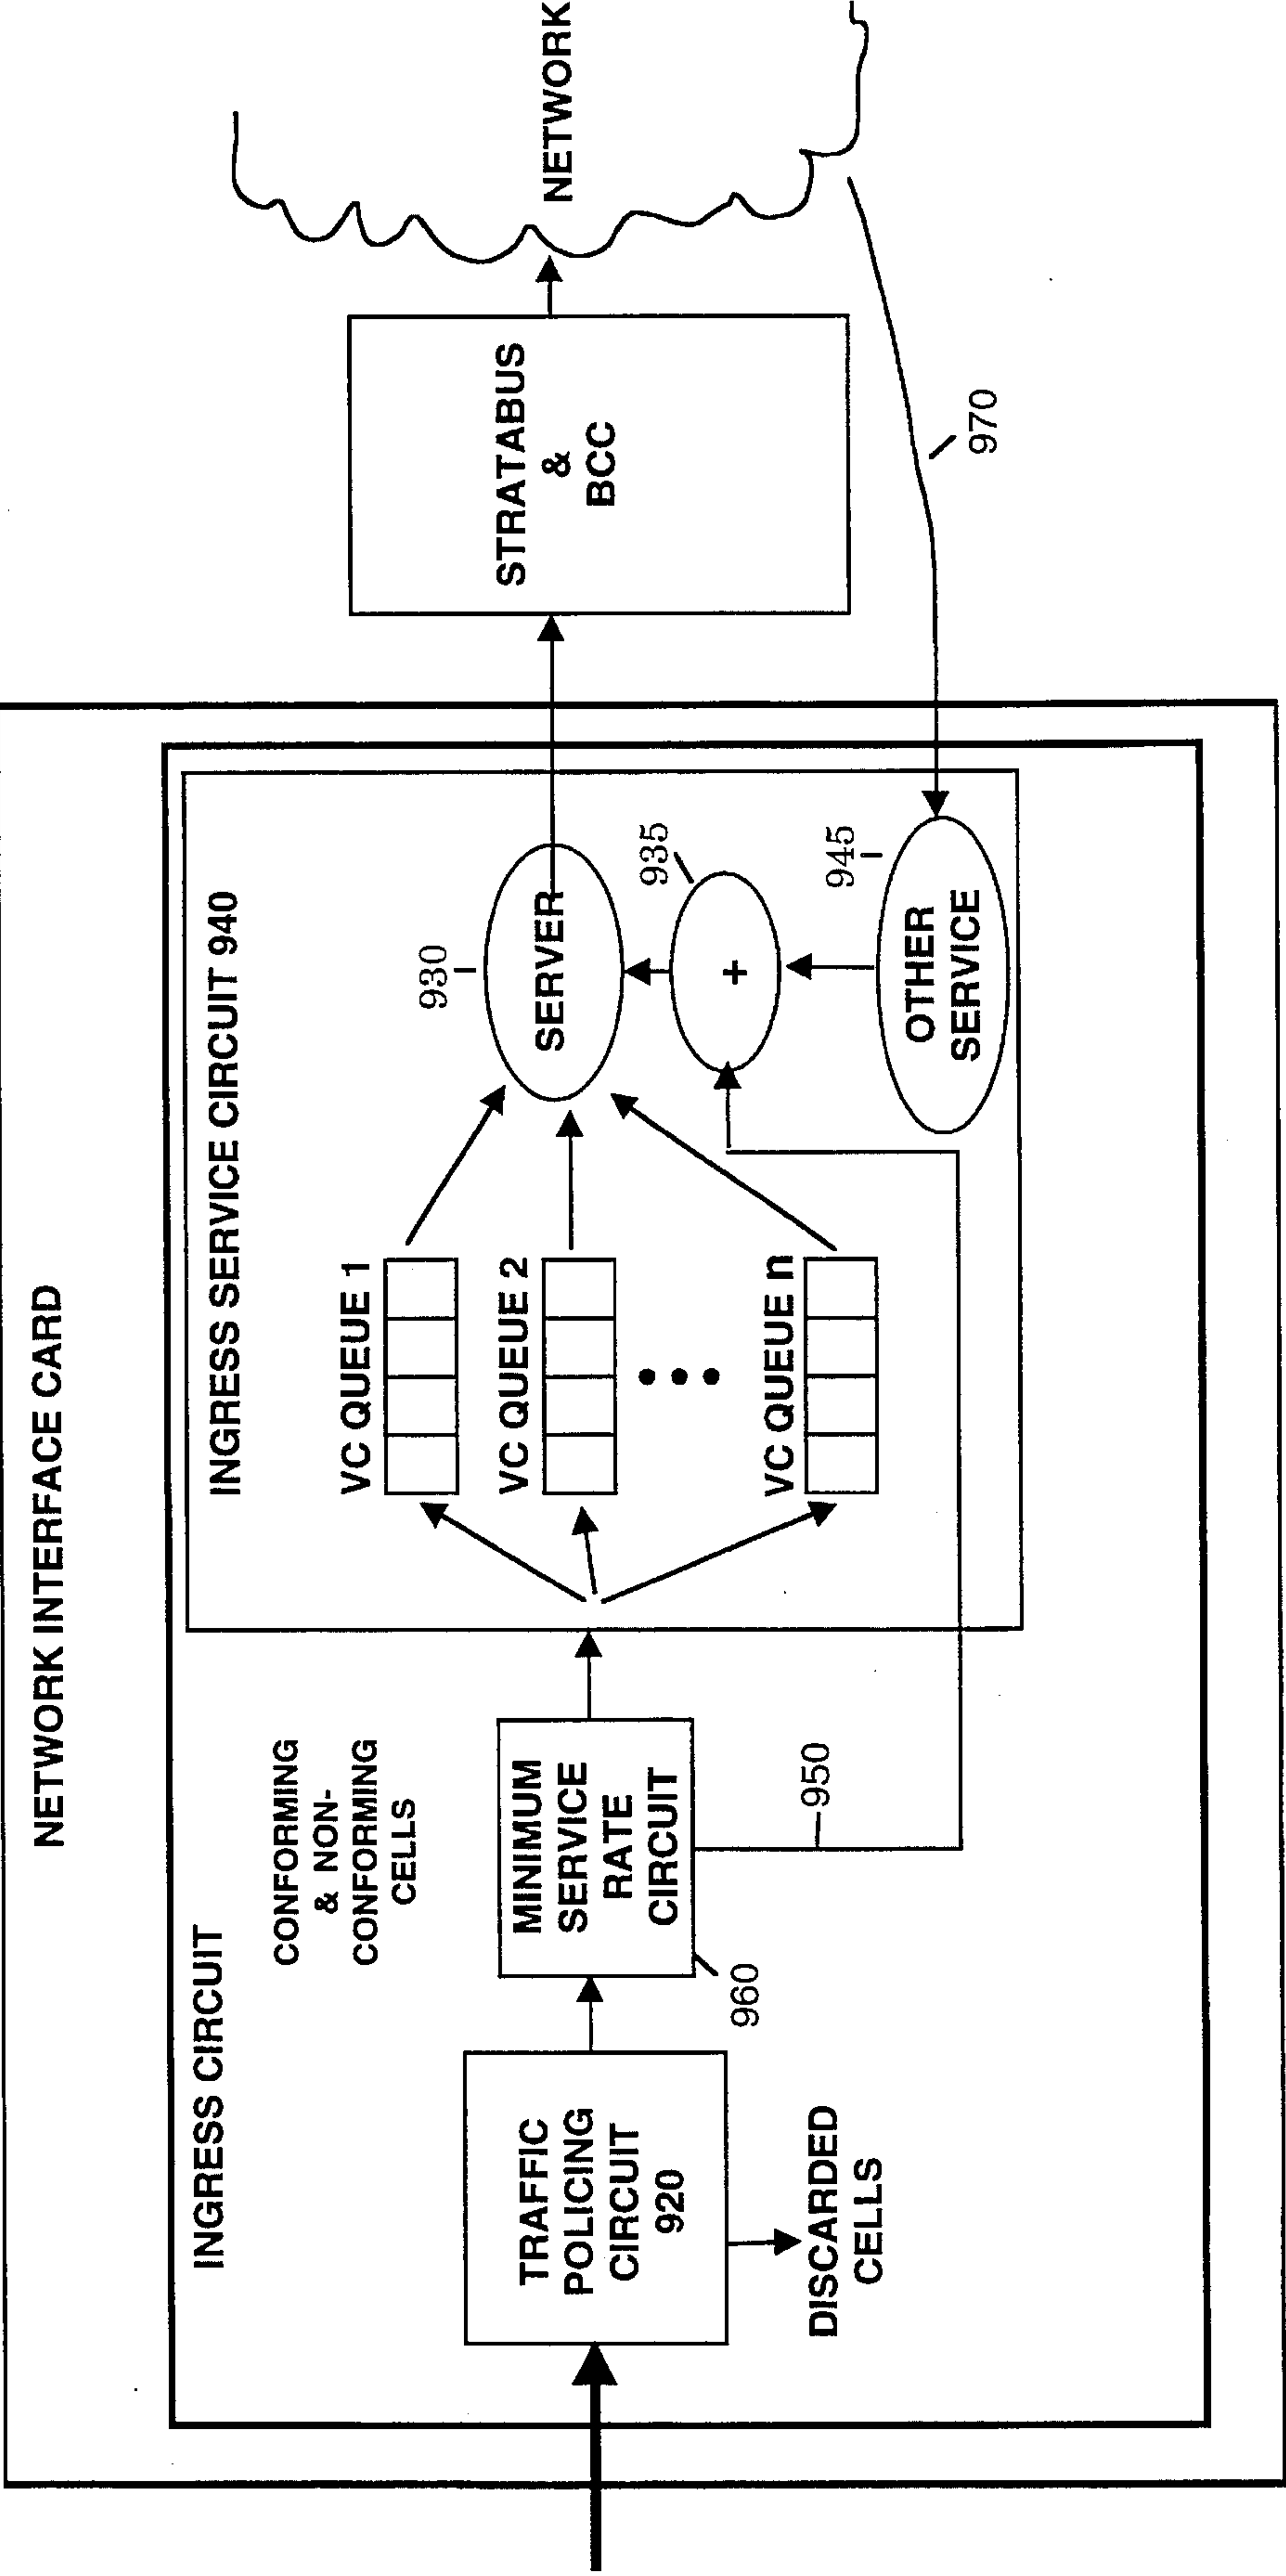 NETWORK INTERFACE CARD
INGRESS CIRCUIT
INGRESS SERVICE CIRCUIT 940
CONFORMING
& NON-
CONFORMING
CELLS
TRAFFIC
POLICING
CIRCUIT
920
DISCARDED
CELLS
MINIMUM
SERVICE
RATE
CIRCUIT
960
950
VC QUEUE 1
VC QUEUE 2
VC QUEUE n
930
SERVER
935
+
945
OTHER
SERVICE
STRATABUS
&
BCC
970
NETWORK